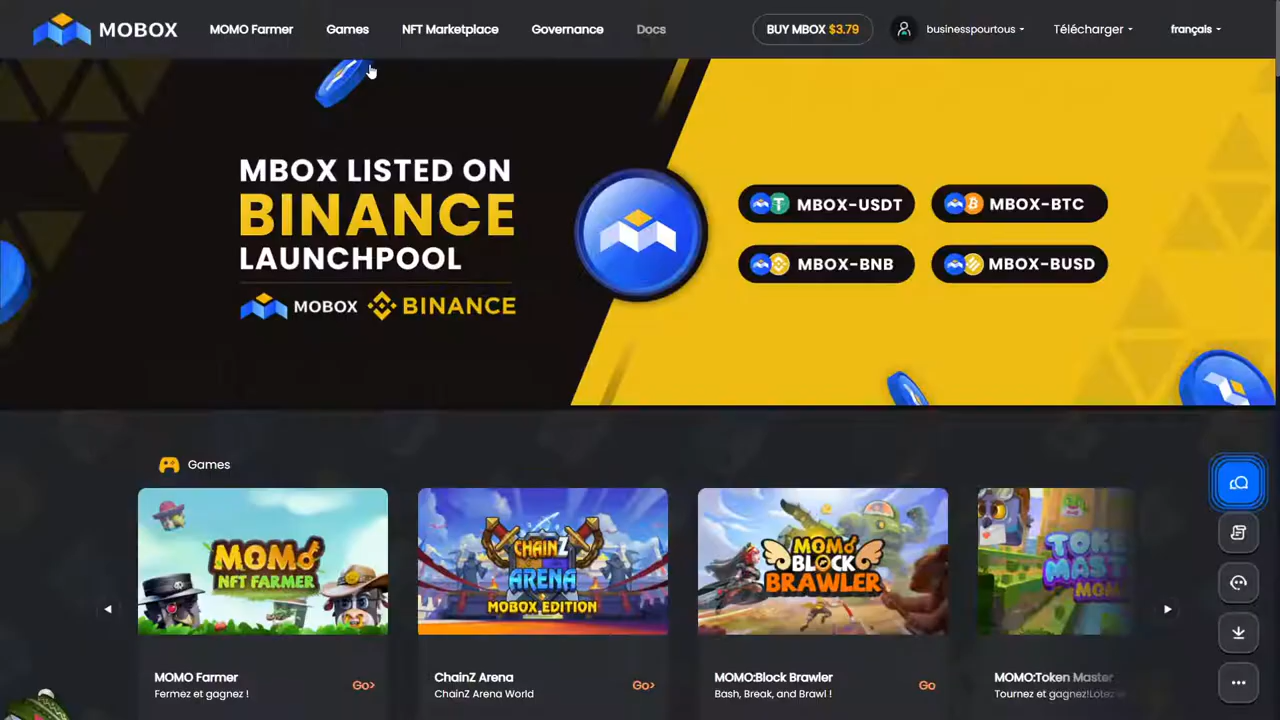 MOBOX
MOMO Farmer
Games
NFT Marketplace
Governance
Docs
BUY MBOX $3.79
businesspourtous
Télécharger
français
MBOX LISTED ON
BINANCE
LAUNCHPOOL
MOBOX BINANCE
MBOX-USDT
MBOX-BTC
MBOX-BNB
MBOX-BUSD
Games
MOMO
NFT FARMER
CHAINZ
ARENA
MOBOX EDITION
MOMO
BLOCK
BRAWLER
MOMO Farmer
Fermez et gagnez !
Go>
ChainZ Arena
ChainZ Arena World
Go>
MOMO:Block Brawler
Bash, Break, and Brawl !
Go
MOMO:Token Master
Tournez et gagnez!Lotez